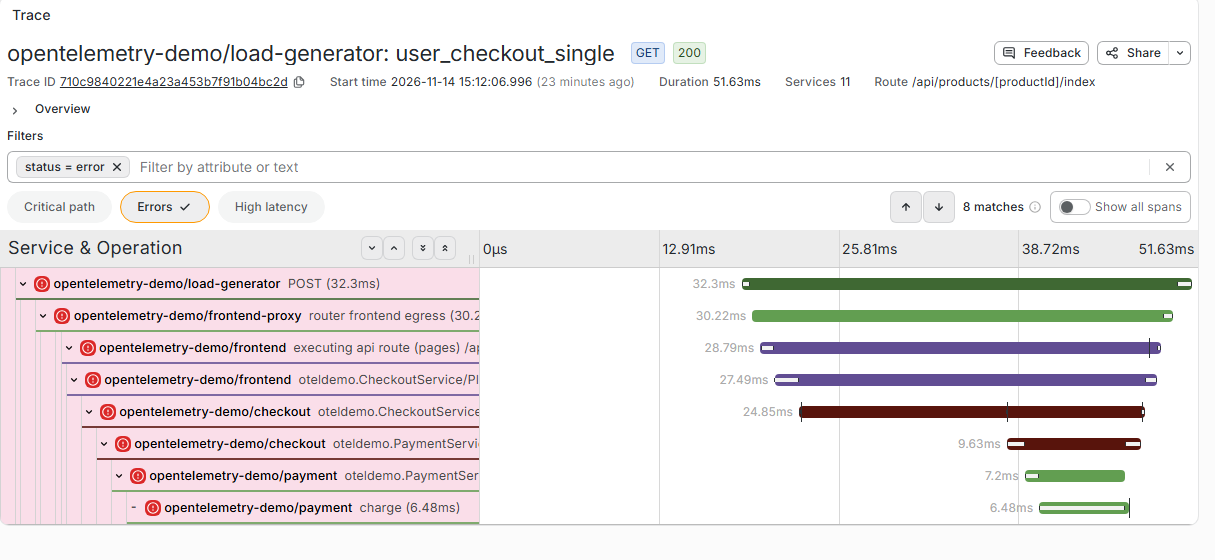 Trace
opentelemetry-demo/load-generator: user_checkout_single GET 200 Feedback Share
Trace ID 710c9840221e4a23a453b7f91b04bc2d Start time 2026-11-14 15:12:06.996 (23 minutes ago) Duration 51.63ms Services 11 Route /api/products/[productId]/index
Overview
Filters
status = error Filter by attribute or text
Critical path Errors High latency 8 matches Show all spans
Service & Operation 0μs 12.91ms 25.81ms 38.72ms 51.63ms
opentelemetry-demo/load-generator POST (32.3ms) 32.3ms
opentelemetry-demo/frontend-proxy router frontend egress (30.2 30.22ms
opentelemetry-demo/frontend executing api route (pages) /ap 28.79ms
opentelemetry-demo/frontend oteldemo.CheckoutService/Pl 27.49ms
opentelemetry-demo/checkout oteldemo.CheckoutService 24.85ms
opentelemetry-demo/checkout oteldemo.PaymentServi 9.63ms
opentelemetry-demo/payment oteldemo.PaymentSer 7.2ms
opentelemetry-demo/payment charge (6.48ms) 6.48ms